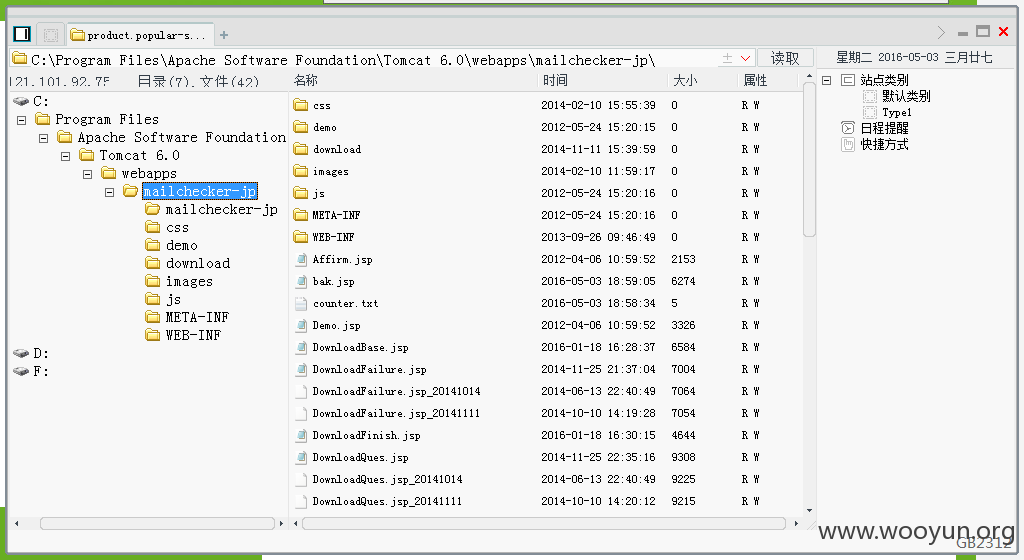 product.popular-s...
C:\Program Files\Apache Software Foundation\Tomcat 6.0\webapps\mailchecker-jp\ 读取
星期二 2016-05-03 三月廿七
121.101.92.75 目录(7),文件(42)
C:
Program Files
Apache Software Foundation
Tomcat 6.0
webapps
mailchecker-jp
mailchecker-jp
css
demo
download
images
js
META-INF
WEB-INF
D:
F:
名称 时间 大小 属性
css 2014-02-10 15:55:39 0 R W
demo 2012-05-24 15:20:15 0 R W
download 2014-11-11 15:39:59 0 R W
images 2014-02-10 11:59:17 0 R W
js 2012-05-24 15:20:16 0 R W
META-INF 2012-05-24 15:20:16 0 R W
WEB-INF 2013-09-26 09:46:49 0 R W
Affirm.jsp 2012-04-06 10:59:52 2153 R W
bak.jsp 2016-05-03 18:59:05 6274 R W
counter.txt 2016-05-03 18:58:34 5 R W
Demo.jsp 2012-04-06 10:59:52 3326 R W
DownloadBase.jsp 2016-01-18 16:28:37 6584 R W
DownloadFailure.jsp 2014-11-25 21:37:04 7004 R W
DownloadFailure.jsp_20141014 2014-06-13 22:40:49 7064 R W
DownloadFailure.jsp_20141111 2014-10-10 14:19:28 7054 R W
DownloadFinish.jsp 2016-01-18 16:30:15 4644 R W
DownloadQues.jsp 2014-11-25 22:35:16 9308 R W
DownloadQues.jsp_20141014 2014-06-13 22:40:49 9225 R W
DownloadQues.jsp_20141111 2014-10-10 14:20:12 9215 R W
站点类别
默认类别
Type1
日程提醒
快捷方式
www.wooyun.org
GB2312